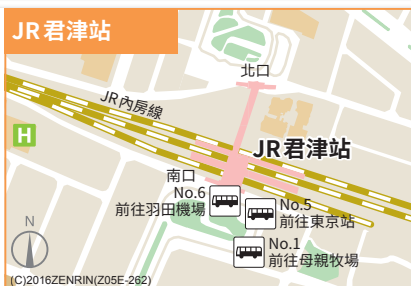 JR君津站
北口
JR內房線
H
JR君津站
南口
No.6
前往羽田機場
No.5
前往東京站
No.1
前往母親牧場
N
(C)2016ZENRIN(Z05E-262)